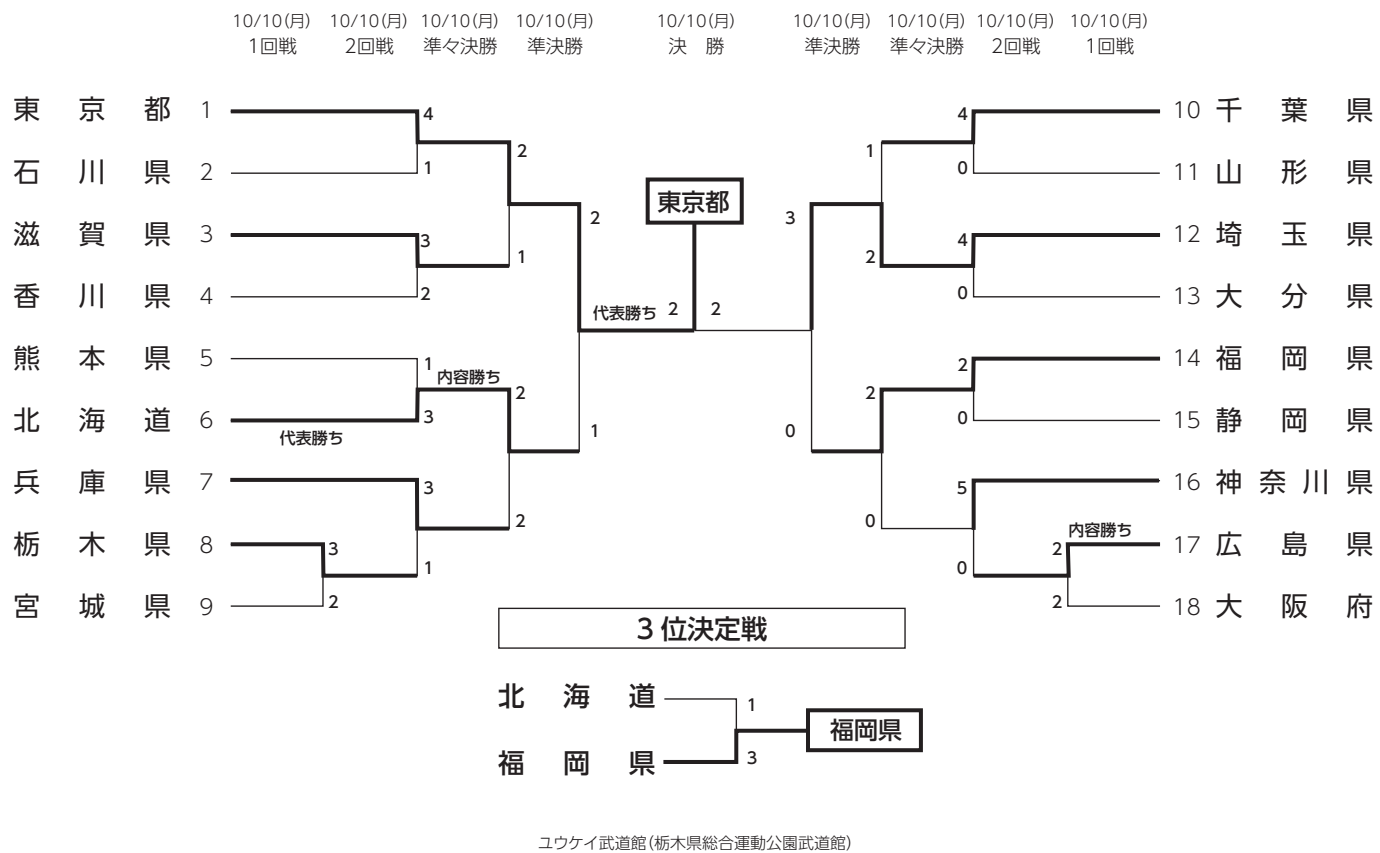 10/10(月) 10/10(月) 10/10(月) 10/10(月) 10/10(月) 10/10(月) 10/10(月) 10/10(月) 10/10(月)
1回戦 2回戦 準々決勝 準決勝 決勝 準決勝 準々決勝 2回戦 1回戦
東京都 1 4 4 10 千葉県
2 1
石川県 2 1 0 11 山形県
東京都
2 3
滋賀県 3 3 4 12 埼玉県
1 2
香川県 4 2 0 13 大分県
代表勝ち 2 2
熊本県 5 1 2 14 福岡県
内容勝ち
2 2
北海道 6 3 0 15 静岡県
代表勝ち
1 0
兵庫県 7 3 5 16 神奈川県
2 0
内容勝ち
栃木県 8 3 2 17 広島県
1 0
宮城県 9 2 2 18 大阪府
3位決定戦
北海道 1
福岡県
福岡県 3
ユウケイ武道館(栃木県総合運動公園武道館)